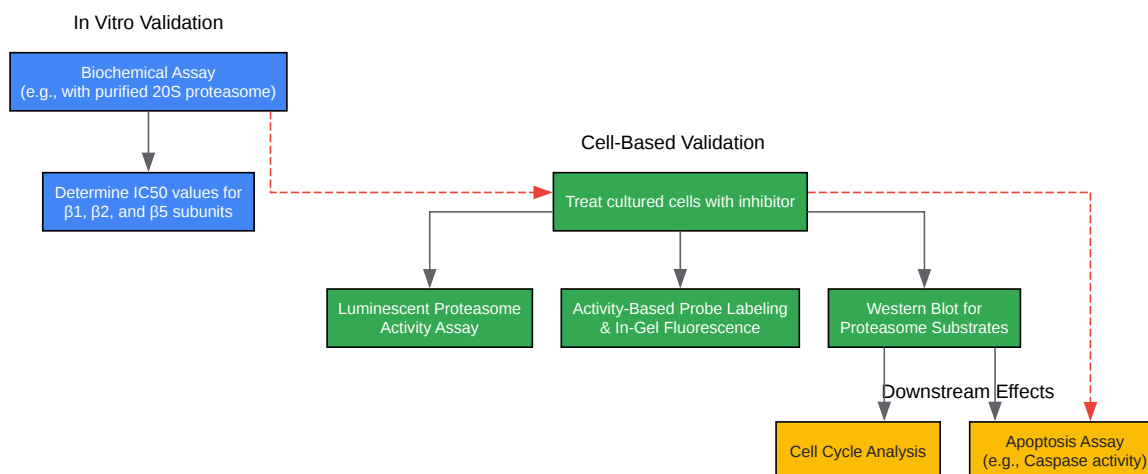 In Vitro Validation
Biochemical Assay
(e.g., with purified 20S proteasome)
Determine IC50 values for
β1, β2, and β5 subunits
Cell-Based Validation
Treat cultured cells with inhibitor
Luminescent Proteasome
Activity Assay
Activity-Based Probe Labeling
& In-Gel Fluorescence
Western Blot for
Proteasome Substrates
Downstream Effects
Cell Cycle Analysis
Apoptosis Assay
(e.g., Caspase activity)